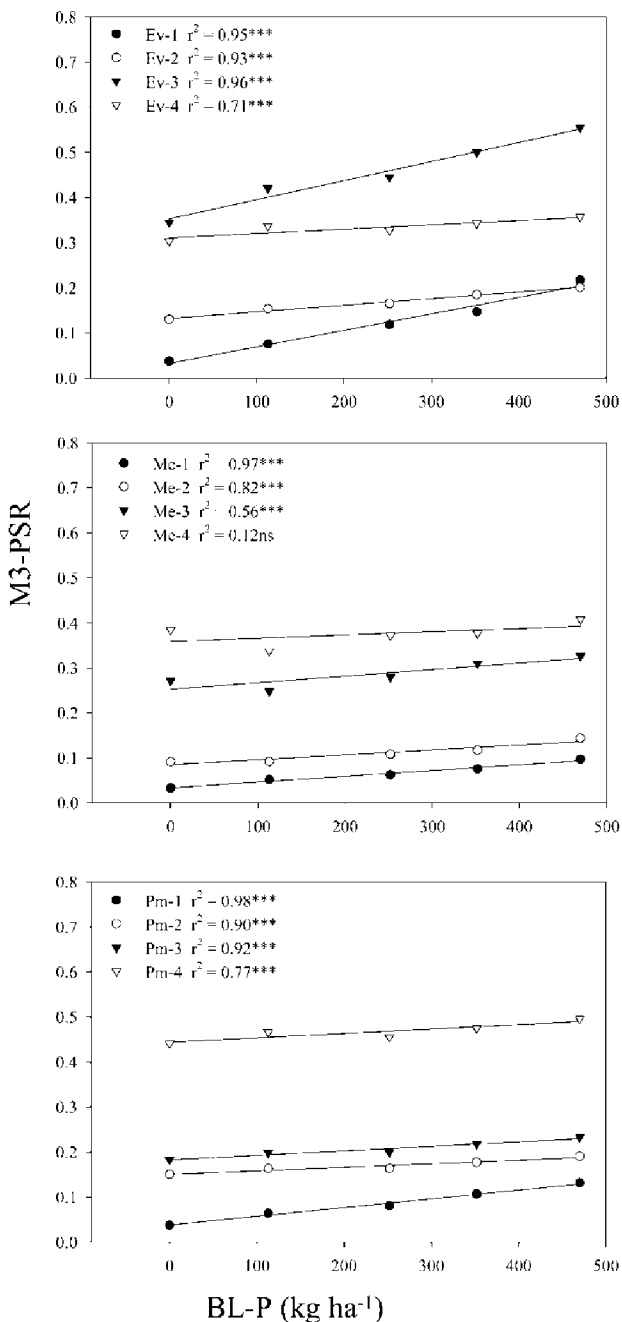 0.8
0.7
0.6
0.5
0.4
0.3
0.2
0.1
0.0
Ev-1 r² = 0.95***
Ev-2 r² = 0.93***
Ev-3 r² = 0.96***
Ev-4 r² = 0.71***
0 100 200 300 400 500
M3-PSR
0.8
0.7
0.6
0.5
0.4
0.3
0.2
0.1
0.0
Me-1 r² = 0.97***
Me-2 r² = 0.82***
Me-3 r² = 0.56***
Me-4 r² = 0.12ns
0 100 200 300 400 500
0.8
0.7
0.6
0.5
0.4
0.3
0.2
0.1
0.0
Pm-1 r² = 0.98***
Pm-2 r² = 0.90***
Pm-3 r² = 0.92***
Pm-4 r² = 0.77***
0 100 200 300 400 500
BL-P (kg ha⁻¹)